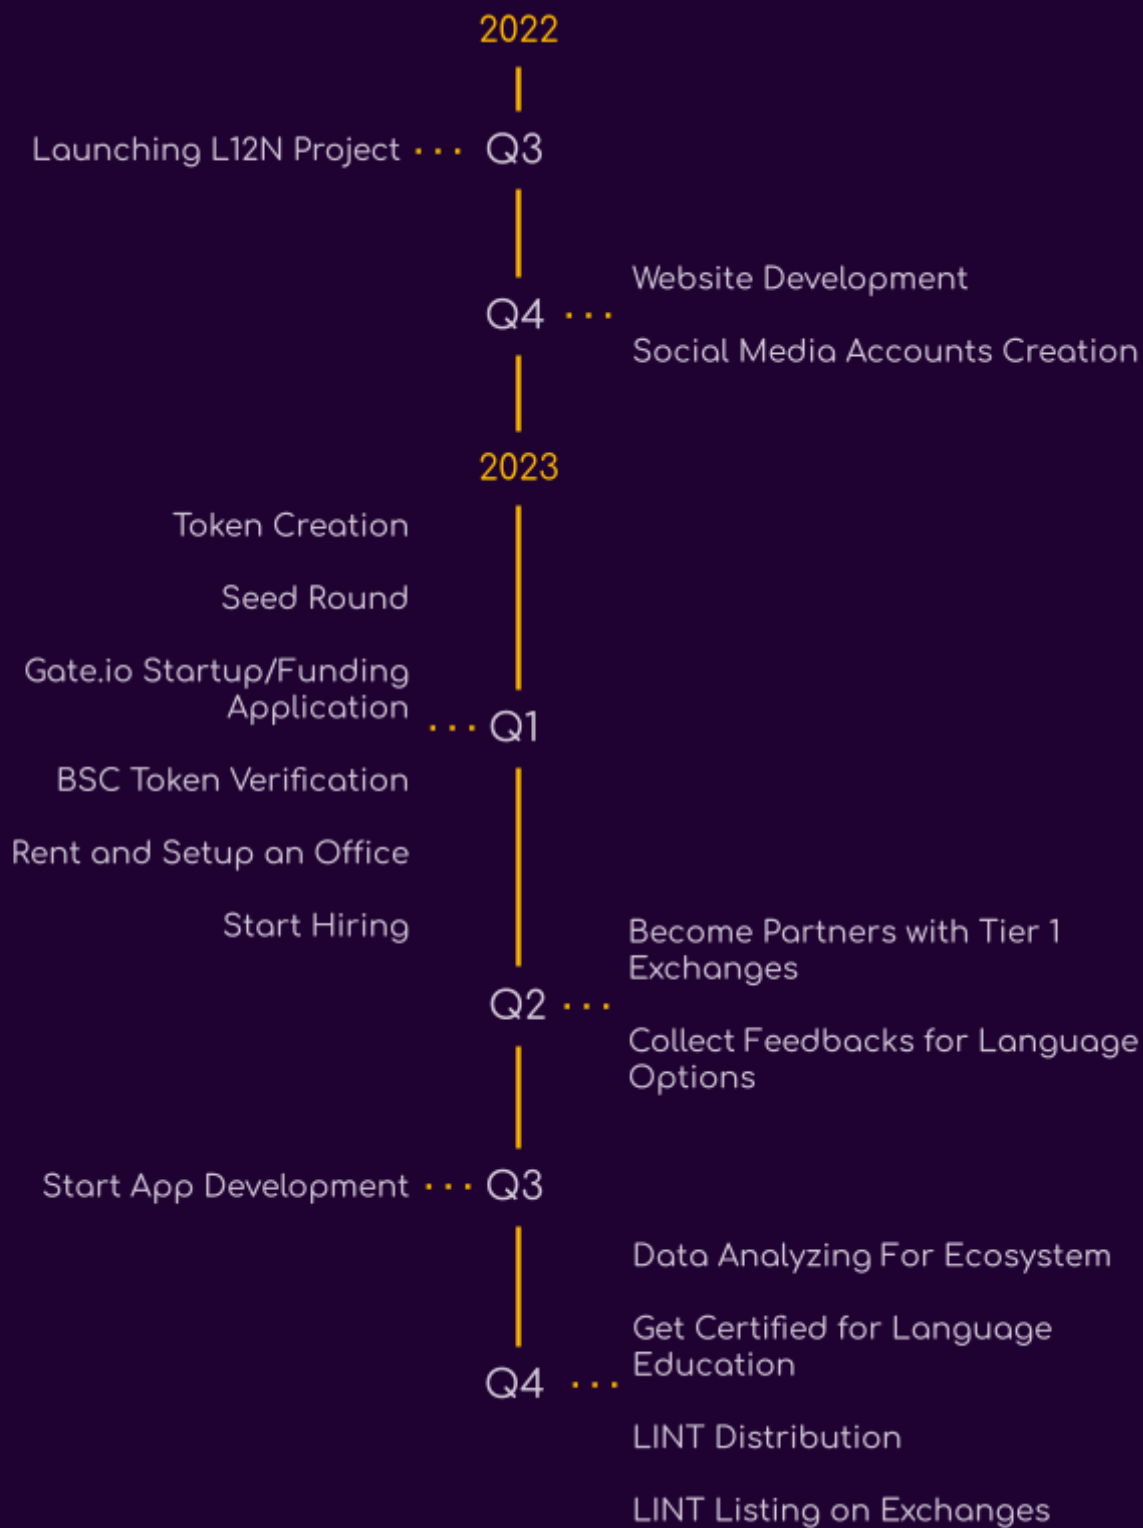 2022
Launching L12N Project ... Q3
Website Development
Q4 ...
Social Media Accounts Creation
2023
Token Creation
Seed Round
Gate.io Startup/Funding
Application
... Q1
BSC Token Verification
Rent and Setup an Office
Start Hiring
Become Partners with Tier 1
Exchanges
Q2 ...
Collect Feedbacks for Language
Options
Start App Development ... Q3
Data Analyzing For Ecosystem
Get Certified for Language
Education
Q4 ...
LINT Distribution
LINT Listing on Exchanges